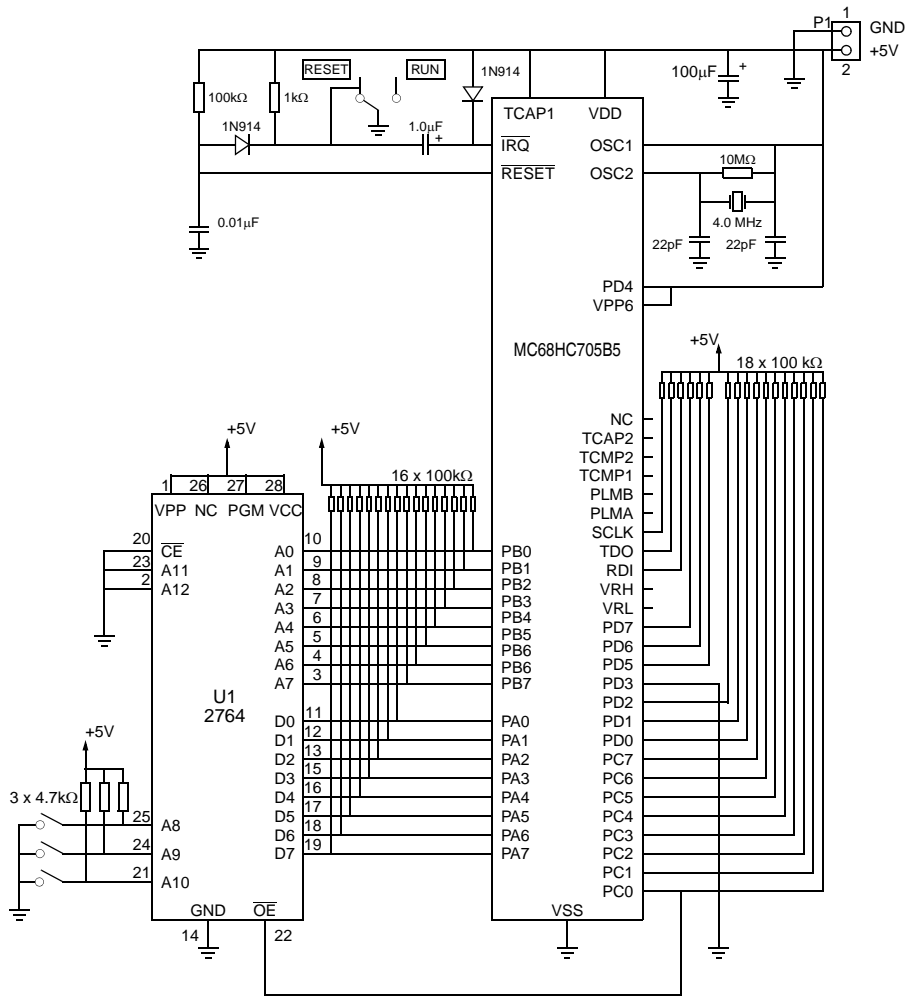 1
P1
GND
+5V
2
RESET
RUN
1N914
100μF
+
100kΩ
1kΩ
1N914
1.0μF
+
TCAP1
VDD
IRQ
OSC1
10MΩ
RESET
OSC2
0.01μF
4.0 MHz
22pF
22pF
PD4
VPP6
MC68HC705B5
+5V
18 x 100 kΩ
NC
TCAP2
TCMP2
TCMP1
PLMB
PLMA
SCLK
TDO
RDI
VRH
VRL
PD7
PD6
PD5
PD3
PD2
PD1
PD0
PC7
PC6
PC5
PC4
PC3
PC2
PC1
PC0
VSS
PB0
PB1
PB2
PB3
PB4
PB5
PB6
PB6
PB7
PA0
PA1
PA2
PA3
PA4
PA5
PA6
PA7
+5V
+5V
16 x 100kΩ
1 26 27 28
VPP NC PGM VCC
20 CE
23 A11
2 A12
A0 10
A1 9
A2 8
A3 7
A4 6
A5 5
A6 4
A7 3
U1
2764
D0 11
D1 12
D2 13
D3 15
D4 16
D5 17
D6 18
D7 19
+5V
3 x 4.7kΩ
25 A8
24 A9
21 A10
GND OE
14 22